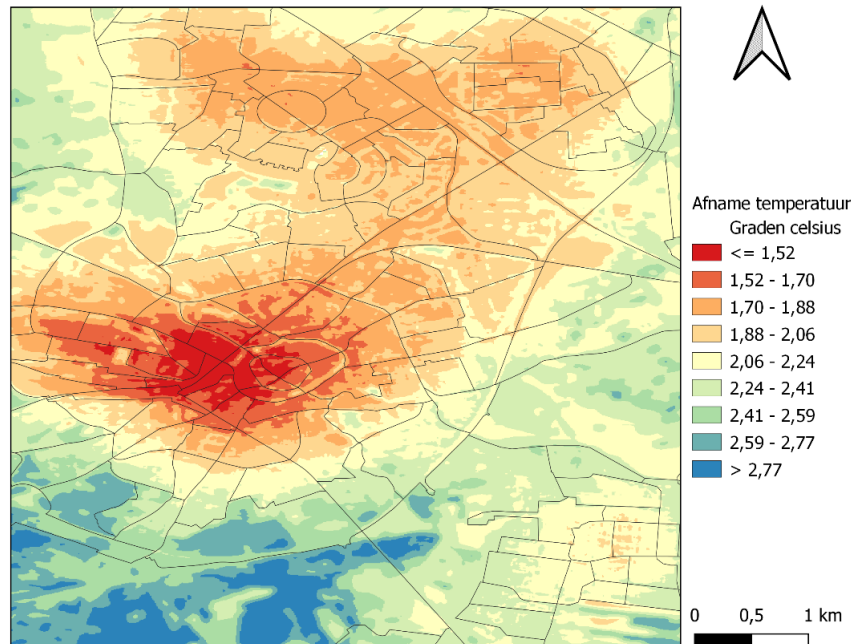 Afname temperatuur
Graden celsius
<= 1,52
1,52 - 1,70
1,70 - 1,88
1,88 - 2,06
2,06 - 2,24
2,24 - 2,41
2,41 - 2,59
2,59 - 2,77
> 2,77
0 0,5 1 km